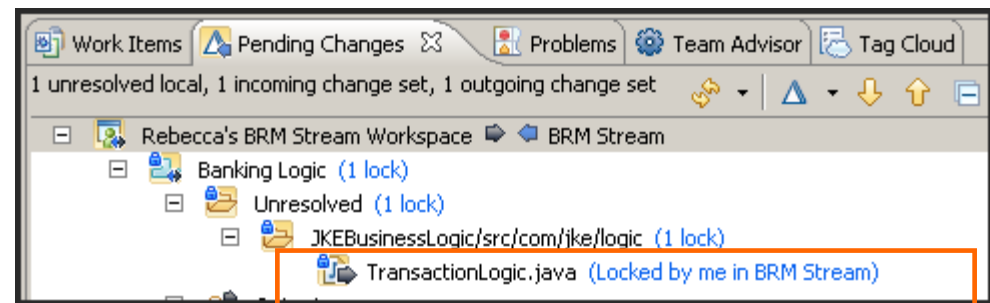 Work Items Pending Changes Problems Team Advisor Tag Cloud
1 unresolved local, 1 incoming change set, 1 outgoing change set
Rebecca's BRM Stream Workspace BRM Stream
Banking Logic (1 lock)
Unresolved (1 lock)
JKEBusinessLogic/src/com/jke/logic (1 lock)
TransactionLogic.java (Locked by me in BRM Stream)